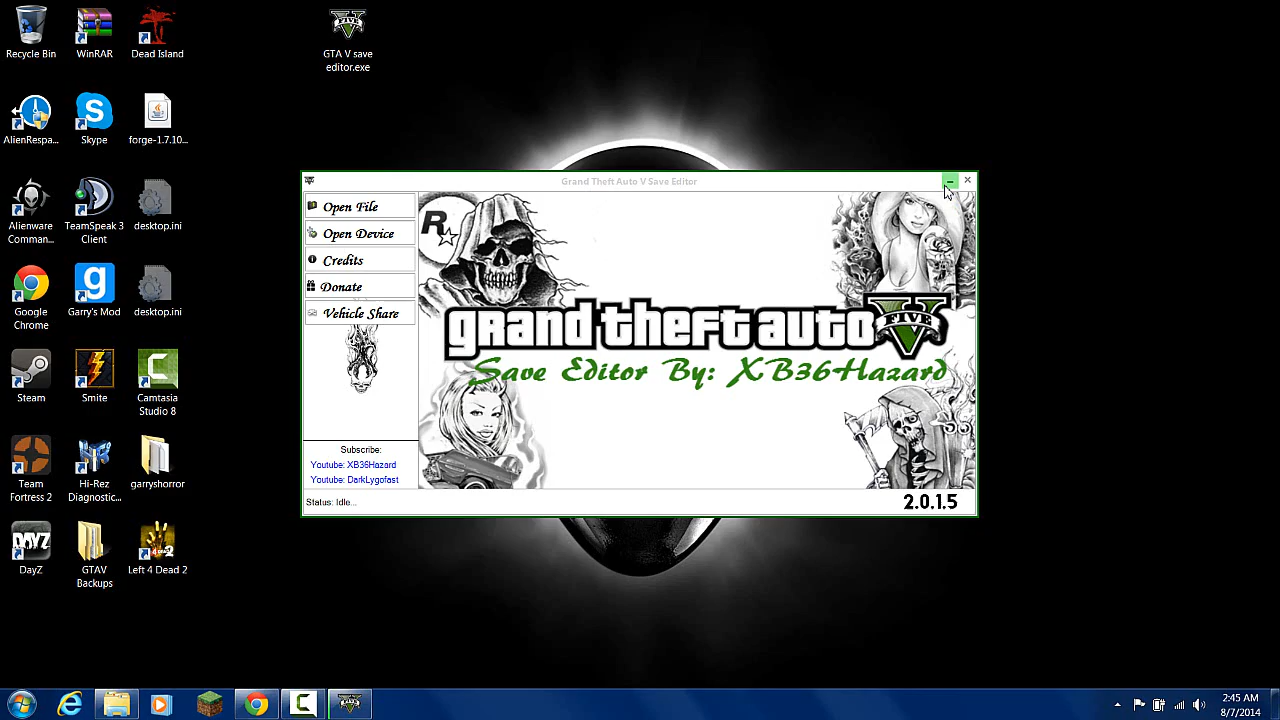 Recycle Bin
WinRAR
Dead Island
GTA V save
editor.exe
FIVE
AlienRespa...
Skype
forge-1.7.10...
Alienware
Comman...
TeamSpeak 3
Client
desktop.ini
Google
Chrome
Garry's Mod
desktop.ini
Steam
Smite
Camtasia
Studio 8
Team
Fortress 2
Hi-Rez
Diagnostic...
garryshorror
DAYZ
DayZ
GTAV
Backups
Left 4 Dead 2
Grand Theft Auto V Save Editor
Open File
Open Device
Credits
Donate
Vehicle Share
R
grand theft auto V
FIVE
Save Editor By: XB36Hazard
Subscribe:
Youtube: XB36Hazard
Youtube: DarkLygofast
Status: Idle...
2.0.1.5
2:45 AM
8/7/2014